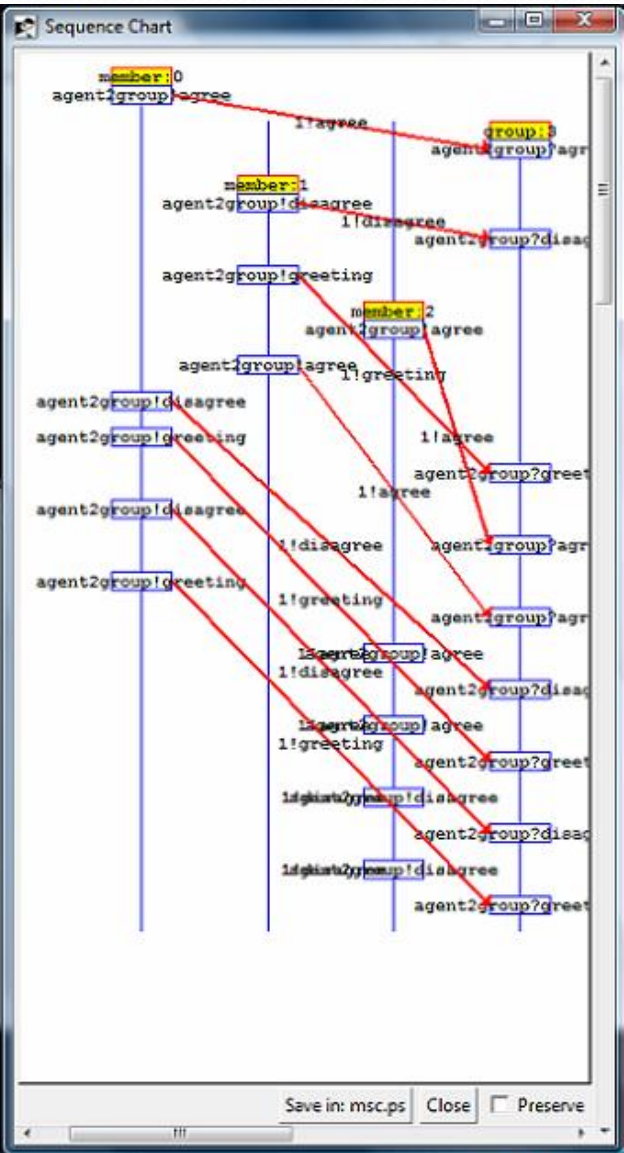 Sequence Chart
member:0
agent2group!agree
1!agree
group:3
agent2group?agr
member:1
agent2group!disagree
1!disagree
agent2group?disag
agent2group!greeting
member:2
agent2group!agree
agent2group!agree
1!greeting
agent2group!disagree
agent2group!greeting
1!agree
agent2group?greet
1!agree
agent2group!disagree
1!disagree
agent2group?agr
agent2group!greeting
1!greeting
agent2group?agr
group!agree
1!disagree
agent2group?disag
group!agree
1!greeting
agent2group?greet
up!disagree
agent2group?disag
up!disagree
agent2group?greet
Save in: msc.ps
Close
Preserve